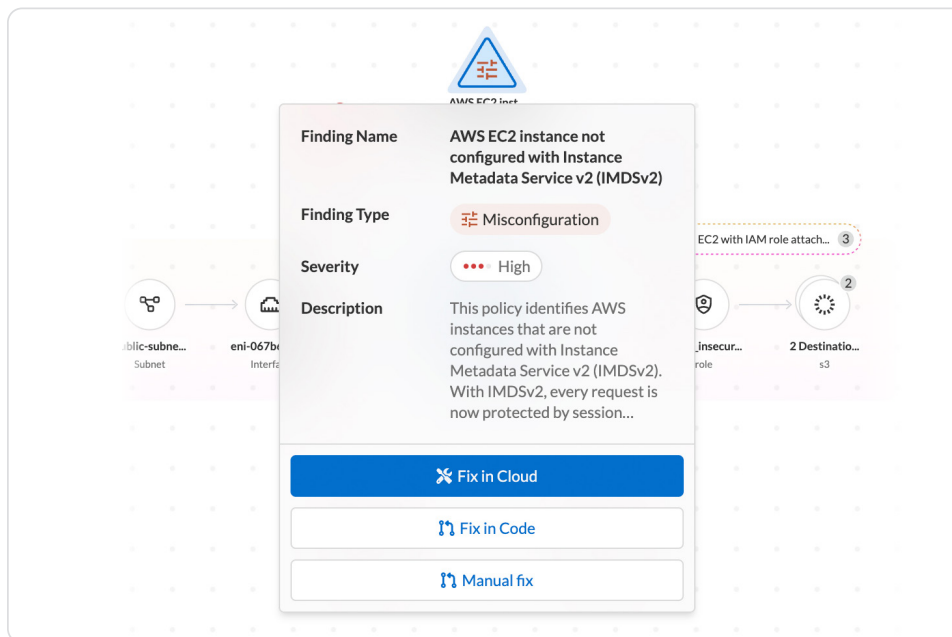 AWS EC2 inst
Finding Name
AWS EC2 instance not
configured with Instance
Metadata Service v2 (IMDSv2)
Finding Type
Misconfiguration
Severity
High
Description
This policy identifies AWS
instances that are not
configured with Instance
Metadata Service v2 (IMDSv2).
With IMDSv2, every request is
now protected by session...
Fix in Cloud
Fix in Code
Manual fix
EC2 with IAM role attach... 3
2
blic-subne...
Subnet
eni-067b
Interfa
_insecur...
role
2 Destinatio...
s3